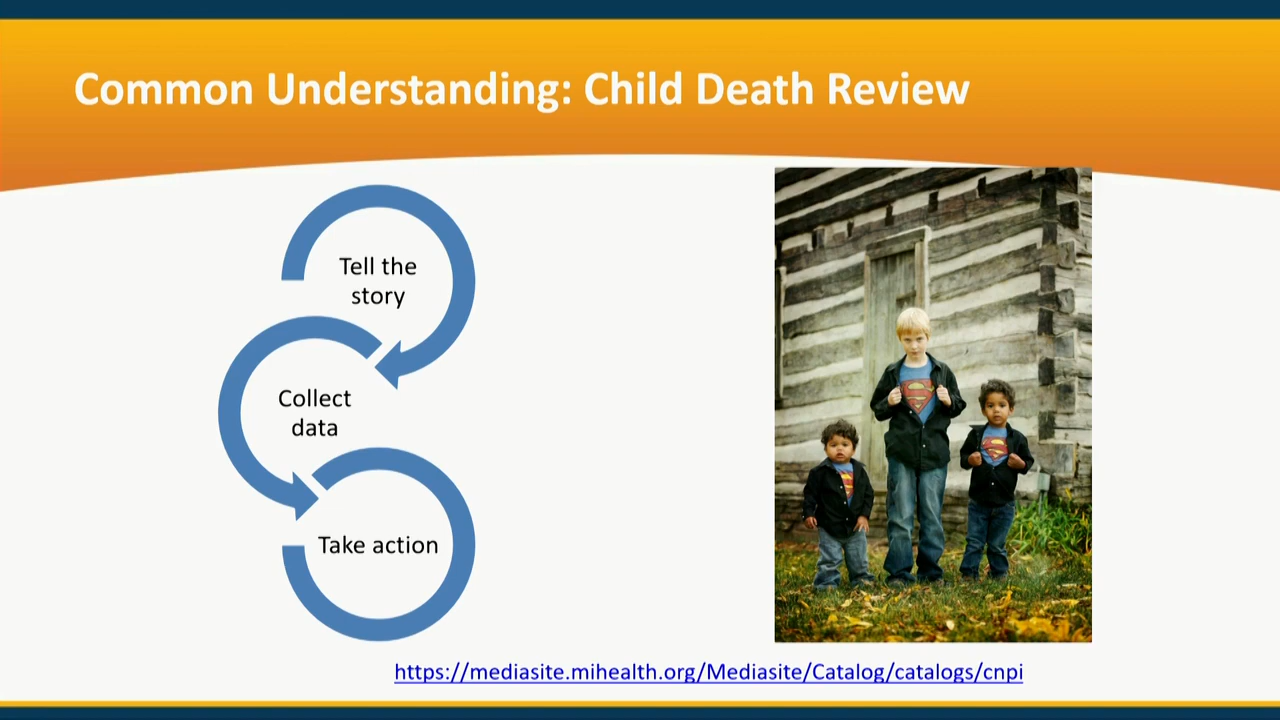 Common Understanding: Child Death Review
Tell the
story
Collect
data
Take action
https://mediasite.mihealth.org/Mediasite/Catalog/catalogs/cnpi